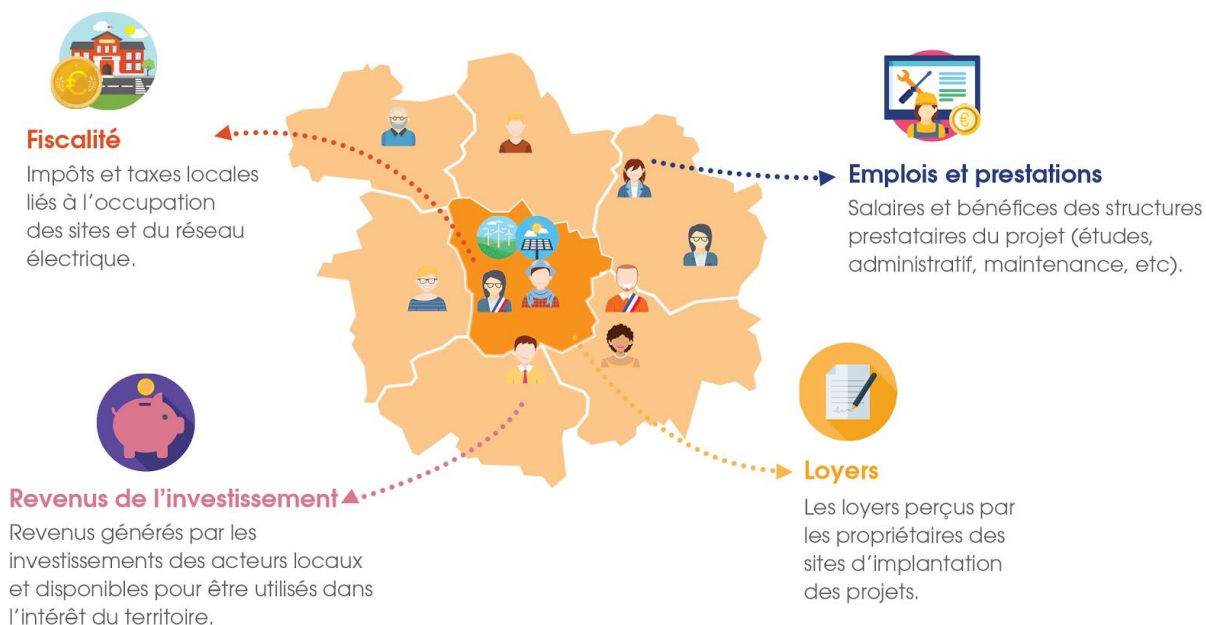 Fiscalité
Impôts et taxes locales
liés à l'occupation
des sites et du réseau
électrique.
Emplois et prestations
Salaires et bénéfices des structures
prestataires du projet (études,
administratif, maintenance, etc).
Revenus de l'investissement
Revenus générés par les
investissements des acteurs locaux
et disponibles pour être utilisés dans
l'intérêt du territoire.
Loyers
Les loyers perçus par
les propriétaires des
sites d'implantation
des projets.